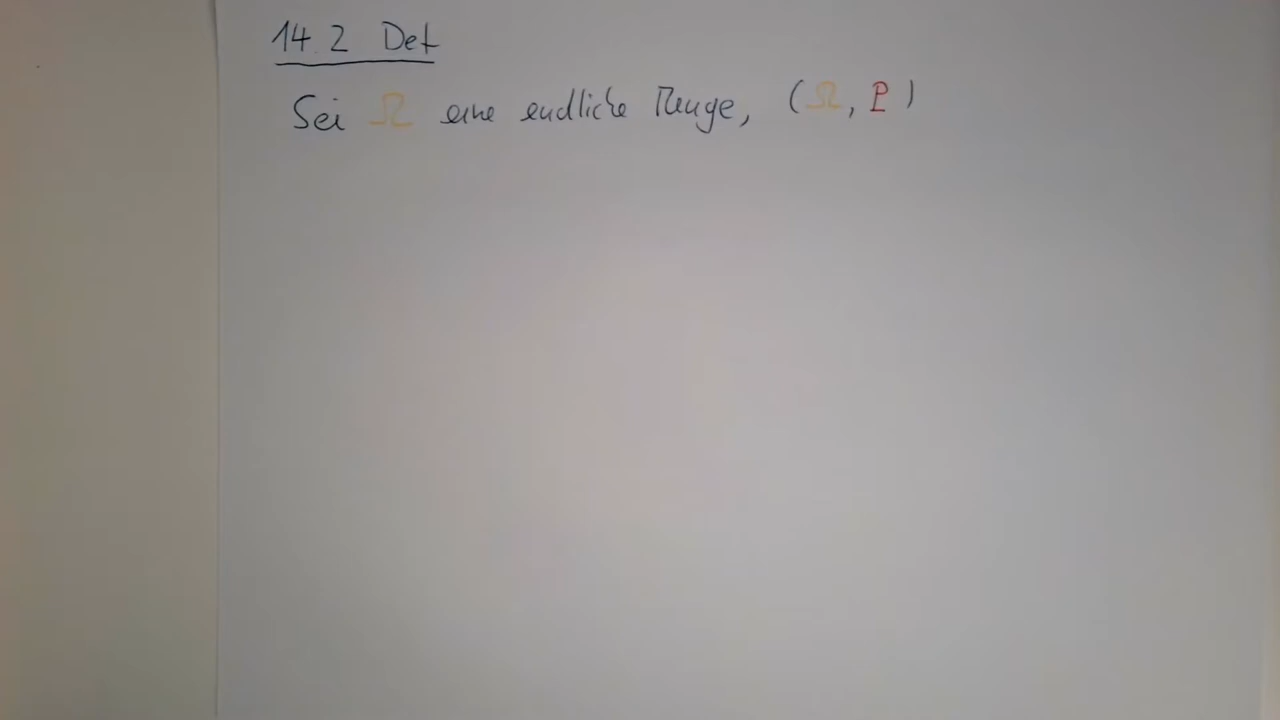 14.2 Def
Sei Ω eine endliche Menge, (Ω, P)